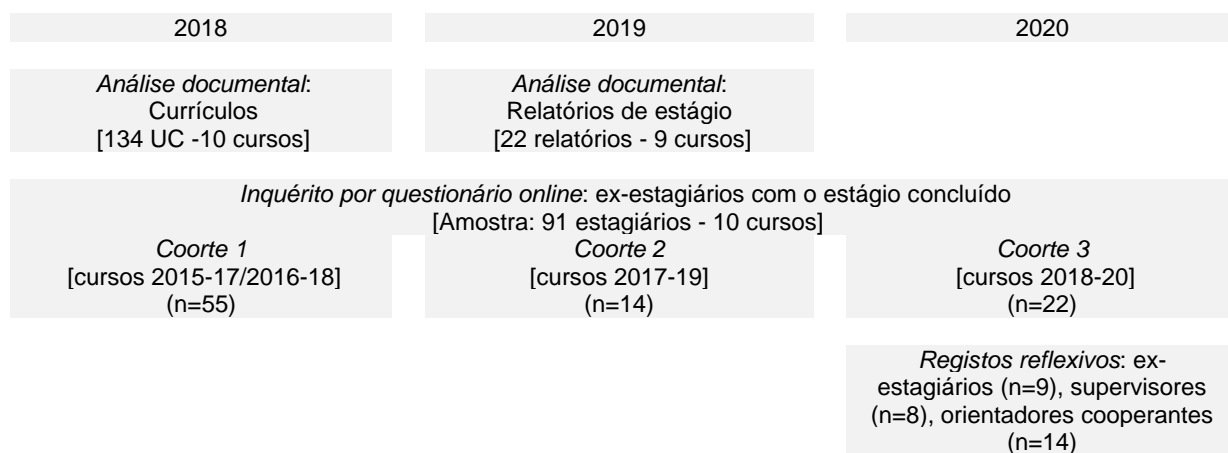 2018
2019
2020
Análise documental:
Currículos
[134 UC -10 cursos]
Análise documental:
Relatórios de estágio
[22 relatórios - 9 cursos]
Inquérito por questionário online: ex-estagiários com o estágio concluído
[Amostra: 91 estagiários - 10 cursos]
Coorte 1
[cursos 2015-17/2016-18]
(n=55)
Coorte 2
[cursos 2017-19]
(n=14)
Coorte 3
[cursos 2018-20]
(n=22)
Registos reflexivos: ex-
estagiários (n=9), supervisores
(n=8), orientadores cooperantes
(n=14)